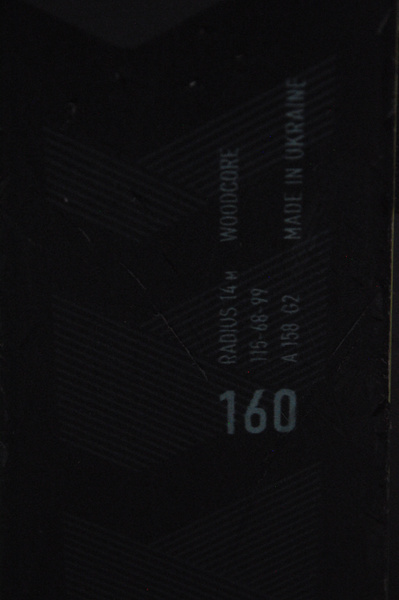 160
RADIUS 14 M WOODCORE
115-68-99
A 158 G2 MADE IN UKRAINE